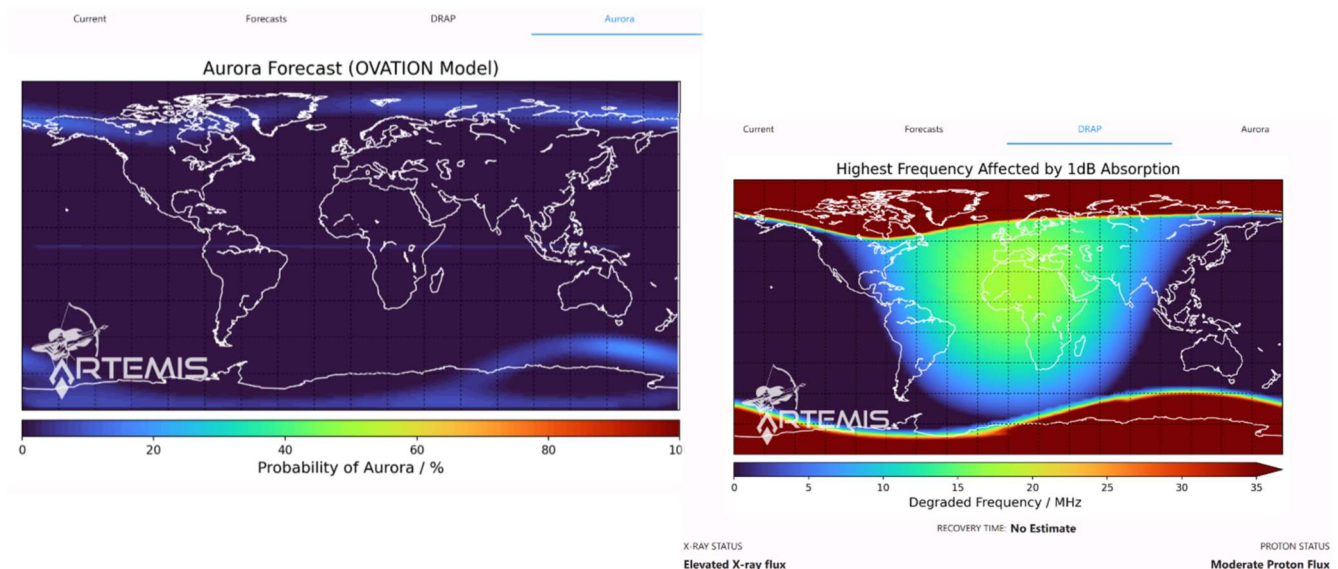 Current Forecasts DRAP Aurora
Aurora Forecast (OVATION Model)
ARTEMIS
0 20 40 60 80 10
Probability of Aurora / %
Current Forecasts DRAP Aurora
Highest Frequency Affected by 1dB Absorption
ARTEMIS
0 5 10 15 20 25 30 35
Degraded Frequency / MHz
RECOVERY TIME: No Estimate
X-RAY STATUS PROTON STATUS
Elevated X-ray flux Moderate Proton Flux